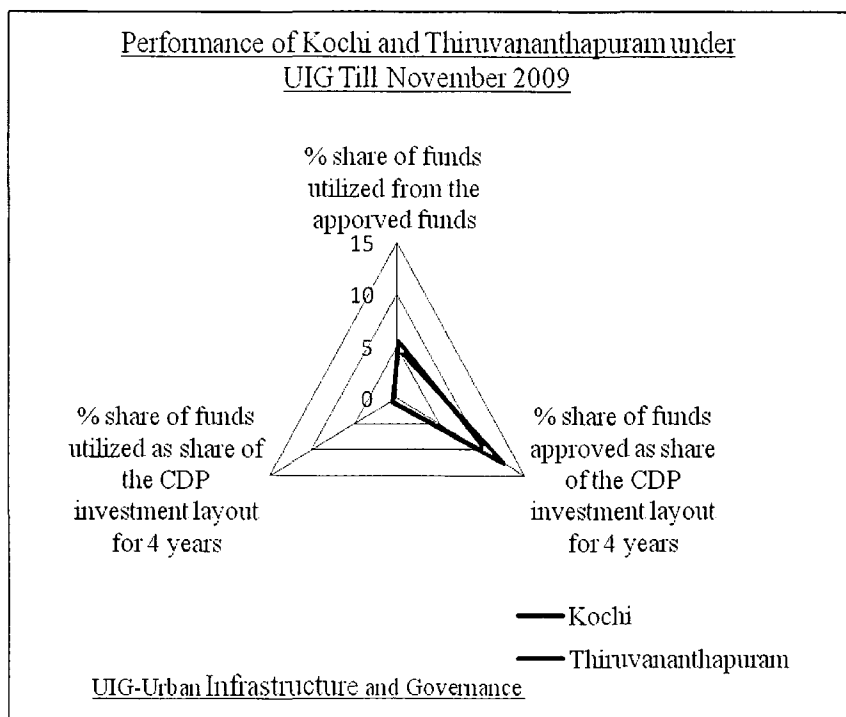 Performance of Kochi and Thiruvananthapuram under
UIG Till November 2009
% share of funds
utilized from the
apporved funds
15
10
5
0
% share of funds
utilized as share of
the CDP
investment layout
for 4 years
% share of funds
approved as share
of the CDP
investment layout
for 4 years
Kochi
Thiruvananthapuram
UIG-Urban Infrastructure and Governance